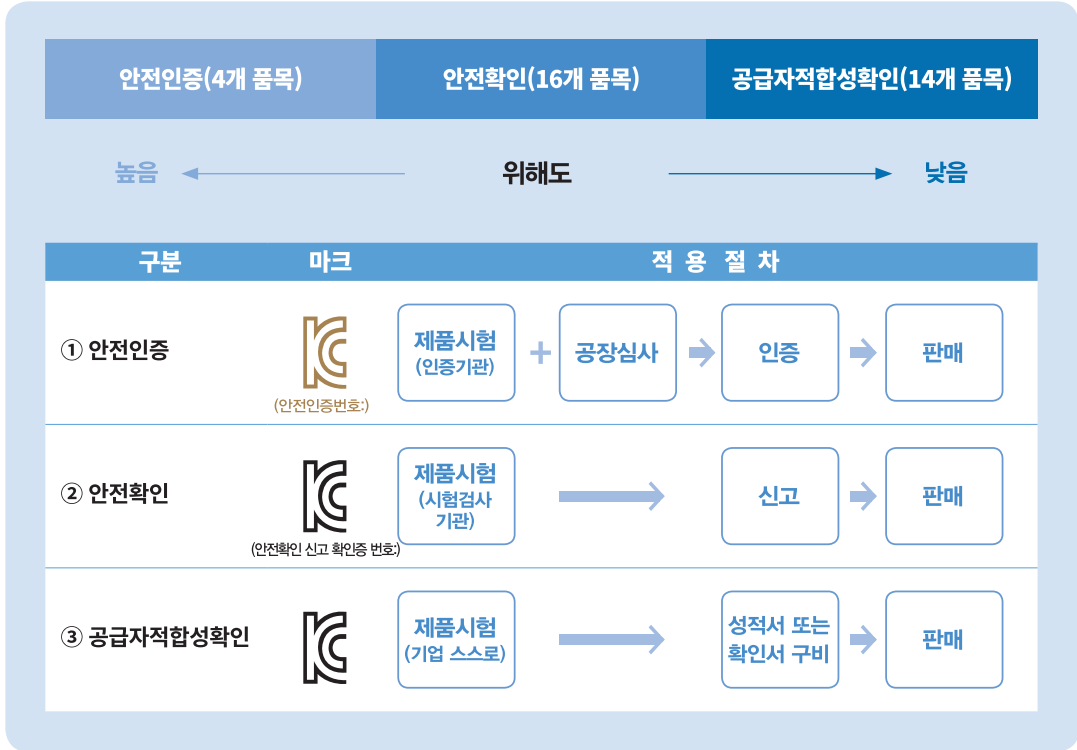 안전인증(4개 품목)
안전확인(16개 품목)
공급자적합성확인(14개 품목)
높음
위해도
낮음
구분
마크
적 용 절 차
① 안전인증
(안전인증번호:)
제품시험
(인증기관)
+
공장심사
인증
판매
② 안전확인
(안전확인 신고 확인증 번호:)
제품시험
(시험검사
기관)
신고
판매
③ 공급자적합성확인
제품시험
(기업 스스로)
성적서 또는
확인서 구비
판매